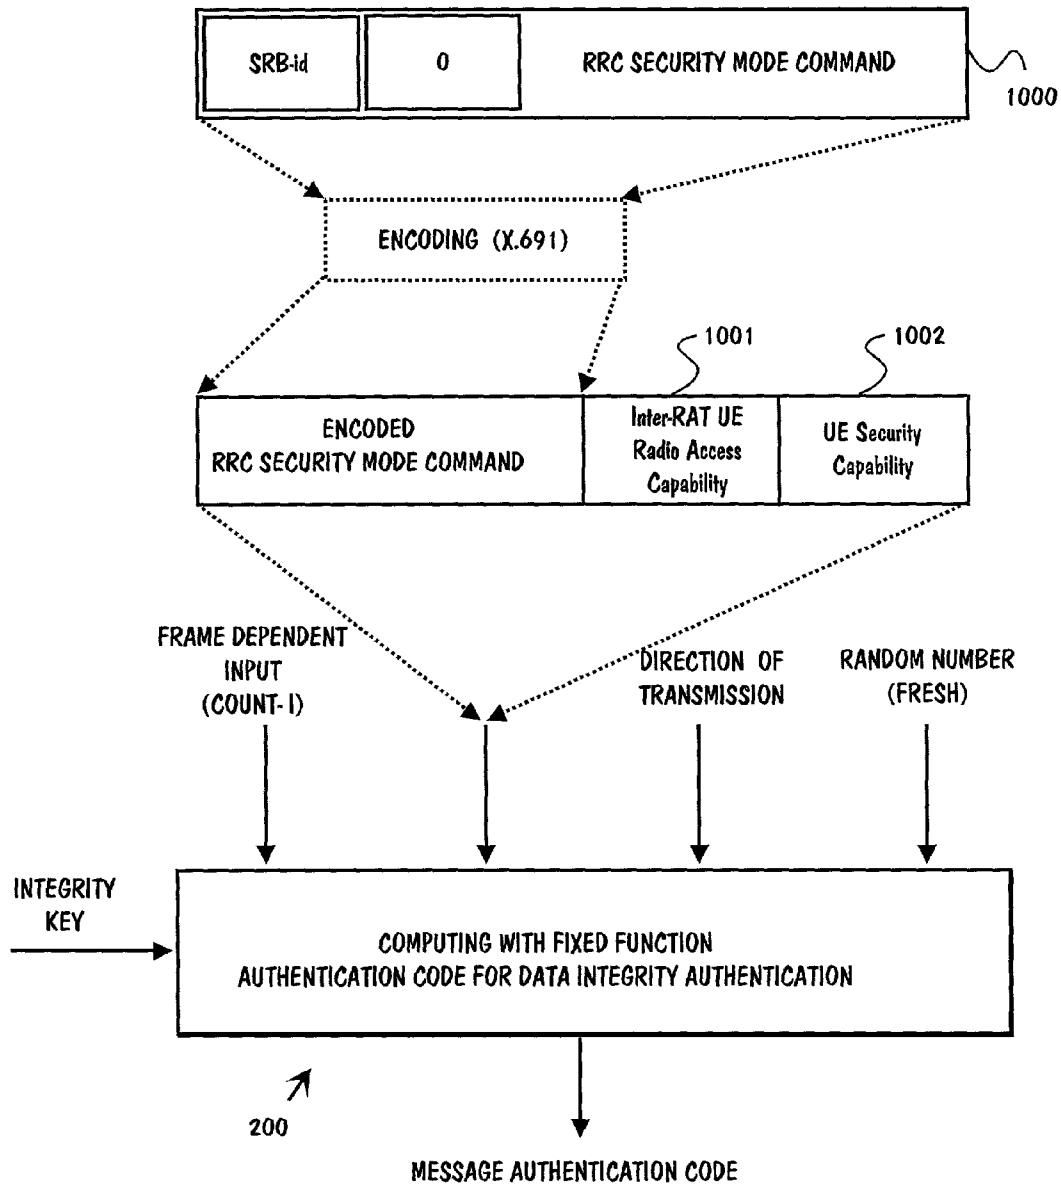 SRB-id
0
RRC SECURITY MODE COMMAND
1000
ENCODING (X.691)
1001
1002
ENCODED
RRC SECURITY MODE COMMAND
Inter-RAT UE
Radio Access
Capability
UE Security
Capability
FRAME DEPENDENT
INPUT
(COUNT-I)
DIRECTION OF
TRANSMISSION
RANDOM NUMBER
(FRESH)
INTEGRITY
KEY
COMPUTING WITH FIXED FUNCTION
AUTHENTICATION CODE FOR DATA INTEGRITY AUTHENTICATION
200
MESSAGE AUTHENTICATION CODE